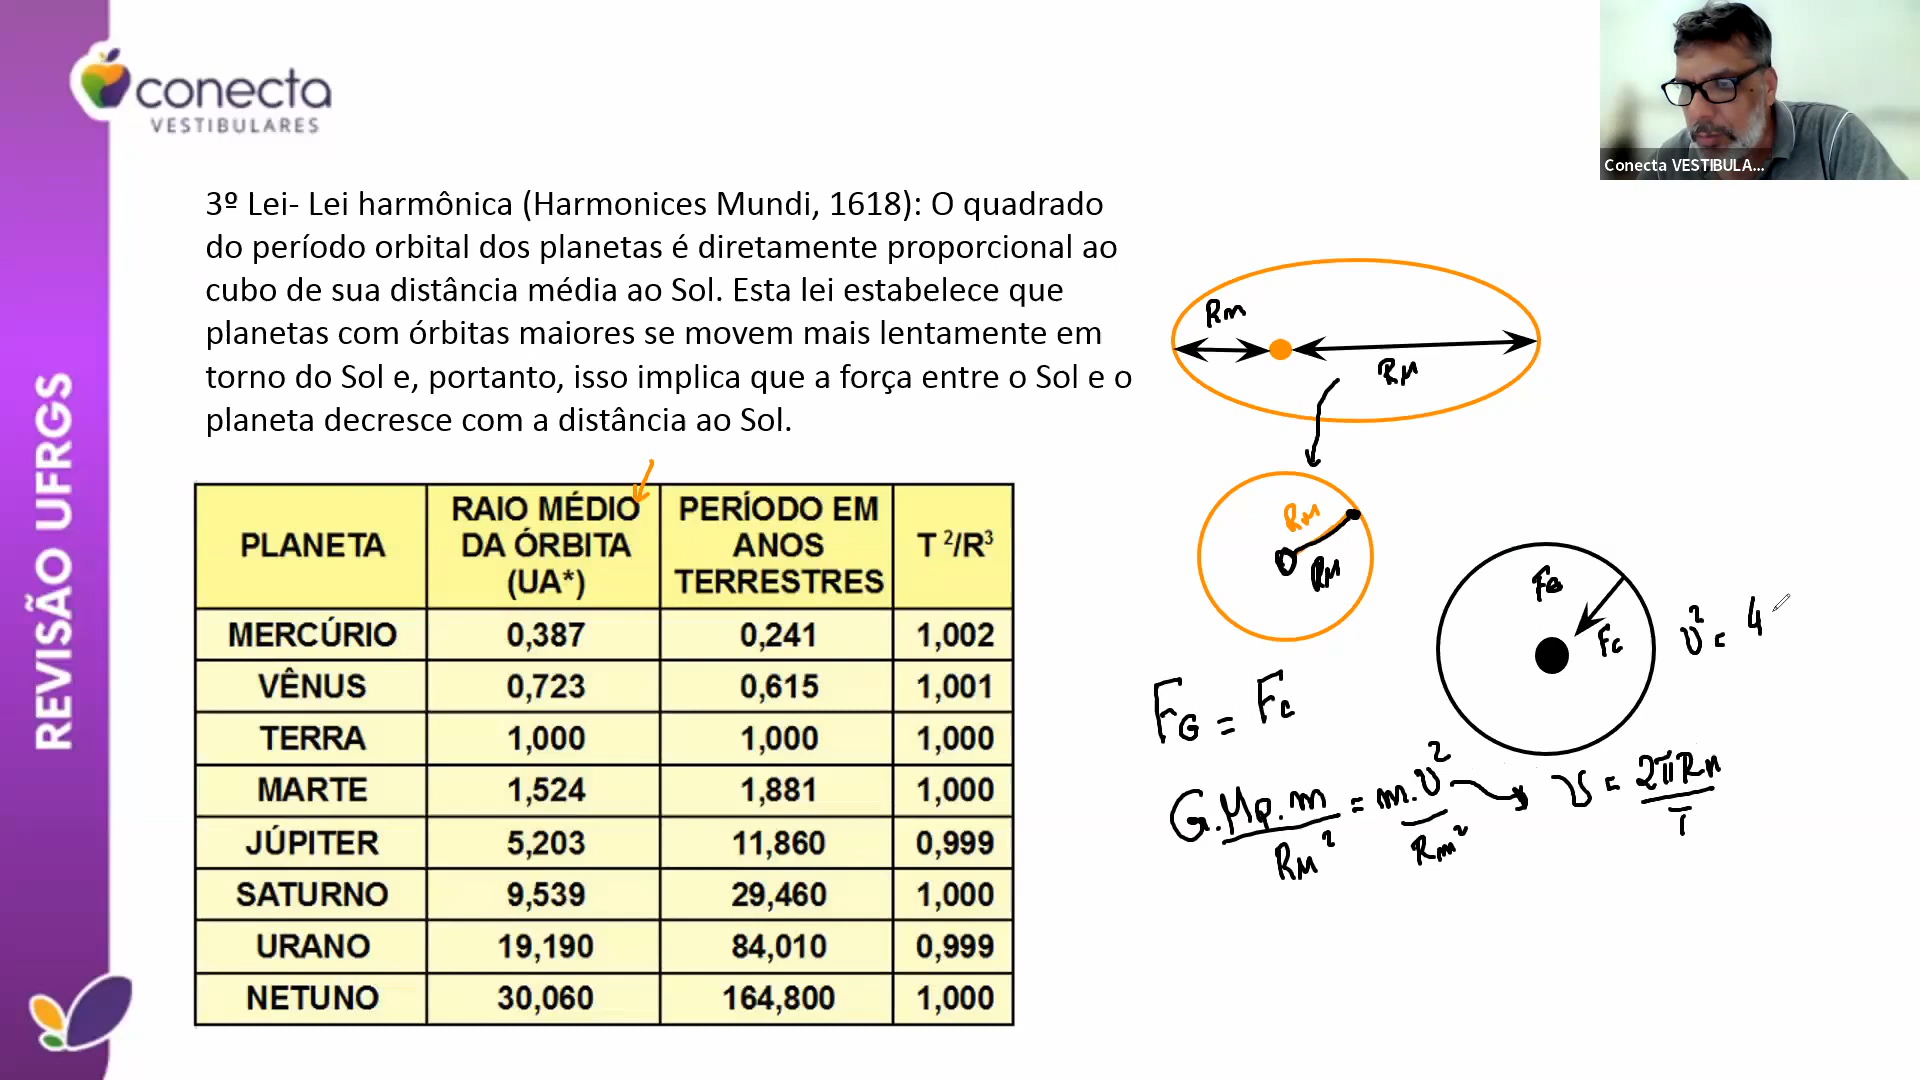 conecta
VESTIBULARES
REVISÃO UFRGS
Conecta VESTIBULA...
3º Lei- Lei harmônica (Harmonices Mundi, 1618): O quadrado
do período orbital dos planetas é diretamente proporcional ao
cubo de sua distância média ao Sol. Esta lei estabelece que
planetas com órbitas maiores se movem mais lentamente em
torno do Sol e, portanto, isso implica que a força entre o Sol e o
planeta decresce com a distância ao Sol.
PLANETA RAIO MÉDIO DA ÓRBITA (UA*) PERÍODO EM ANOS TERRESTRES T²/R³
MERCÚRIO 0,387 0,241 1,002
VÊNUS 0,723 0,615 1,001
TERRA 1,000 1,000 1,000
MARTE 1,524 1,881 1,000
JÚPITER 5,203 11,860 0,999
SATURNO 9,539 29,460 1,000
URANO 19,190 84,010 0,999
NETUNO 30,060 164,800 1,000
Rm
RM
RM
RM
FG
Fc
v² = 4
FG = Fc
G.Mp.m/RM² = m.v²/Rm²
v = 2πRM/T